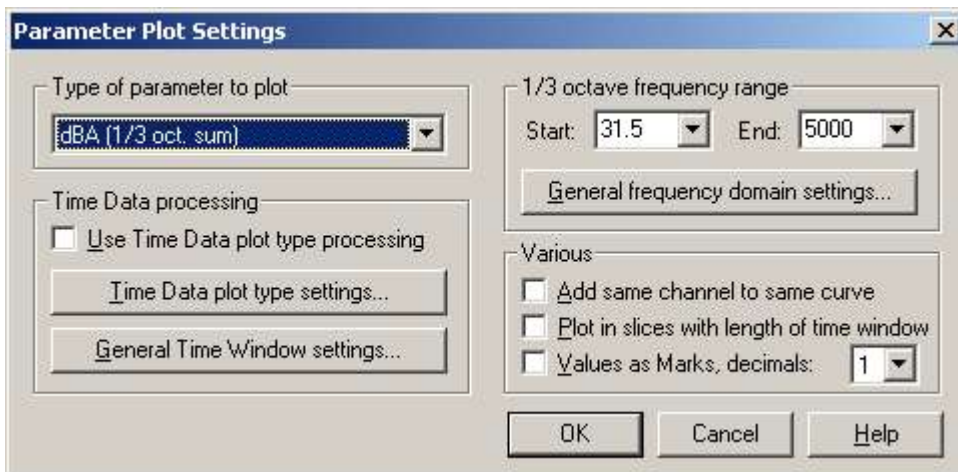 Parameter Plot Settings
Type of parameter to plot
dBA (1/3 oct. sum)
Time Data processing
Use Time Data plot type processing
Time Data plot type settings...
General Time Window settings...
1/3 octave frequency range
Start: 31.5 End: 5000
General frequency domain settings...
Various
Add same channel to same curve
Plot in slices with length of time window
Values as Marks, decimals: 1
OK Cancel Help